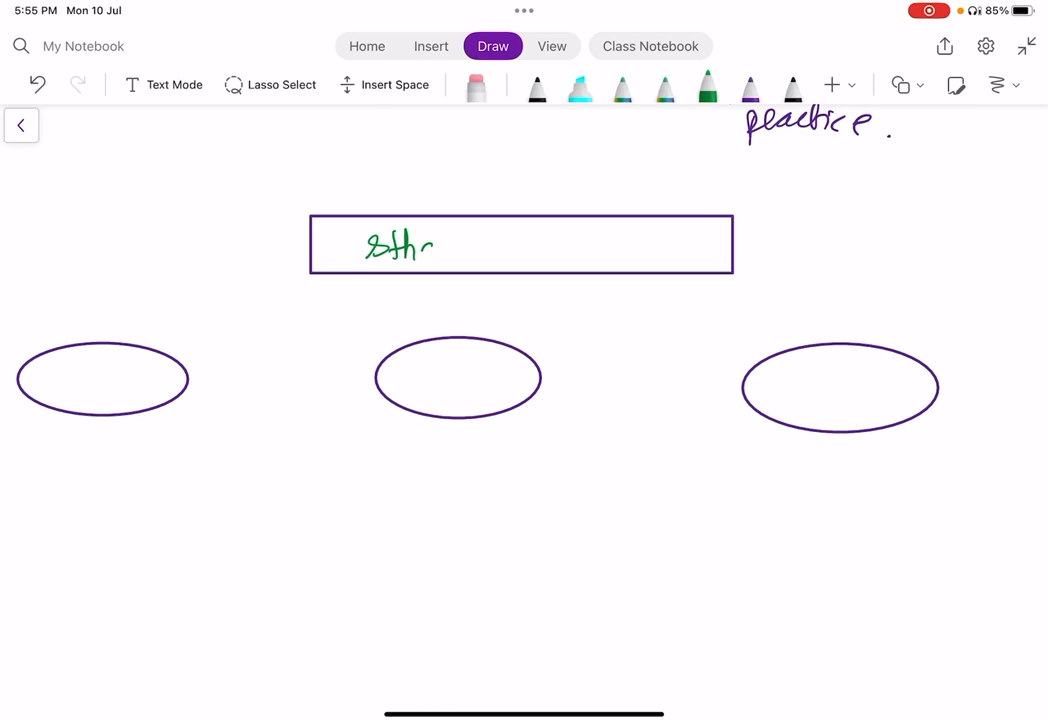 5:55 PM Mon 10 Jul 85%
My Notebook Home Insert Draw View Class Notebook
Text Mode Lasso Select Insert Space
practice.